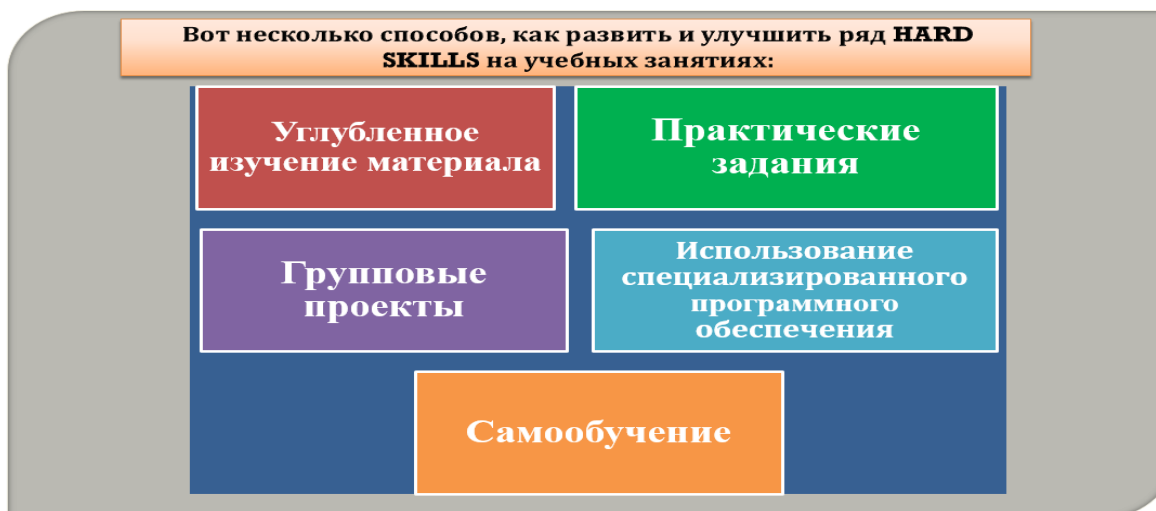 Вот несколько способов, как развить и улучшить ряд HARD
SKILLS на учебных занятиях:
Углубленное
изучение материала
Практические
задания
Групповые
проекты
Использование
специализированного
программного
обеспечения
Самообучение